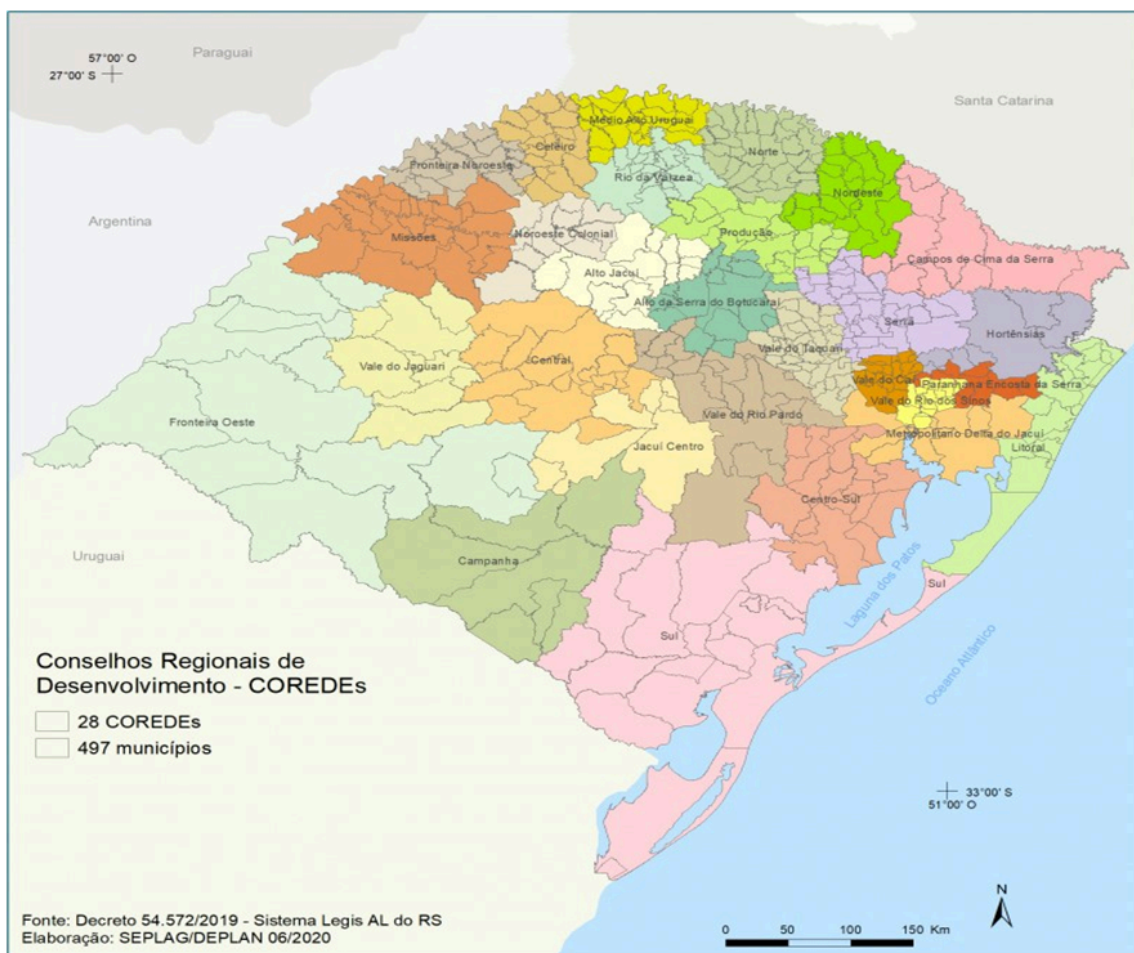 Paraguai
57°00' O
27°00' S
Santa Catarina
Médio Alto Uruguai
Celeiro
Norte
Fronteira Noroeste
Rio da Várzea
Nordeste
Argentina
Missões
Noroeste Colonial
Produção
Campos de Cima da Serra
Alto Jacuí
Alto da Serra do Botucaraí
Serra
Hortênsias
Vale do Taquari
Central
Vale do Jaguari
Vale do Caí
Paranhana Encosta da Serra
Vale do Rio dos Sinos
Fronteira Oeste
Vale do Rio Pardo
Metropolitano Delta do Jacuí
Jacuí Centro
Litoral
Centro-Sul
Uruguai
Campanha
Laguna dos Patos
Sul
Sul
Oceano Atlântico
Conselhos Regionais de
Desenvolvimento - COREDEs
28 COREDEs
497 municípios
33°00' S
51°00' O
N
Fonte: Decreto 54.572/2019 - Sistema Legis AL do RS
Elaboração: SEPLAG/DEPLAN 06/2020
0 50 100 150 Km